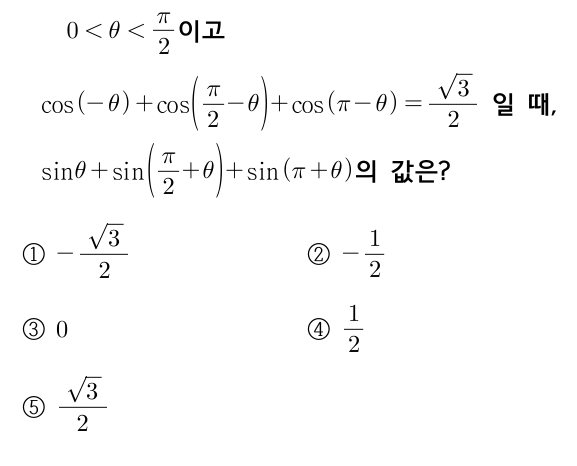 0 < θ < π/2 이고
cos(−θ) + cos(π/2 − θ) + cos(π − θ) = √3/2 일 때,
sinθ + sin(π/2 + θ) + sin(π + θ)의 값은?
① −√3/2 ② −1/2
③ 0 ④ 1/2
⑤ √3/2